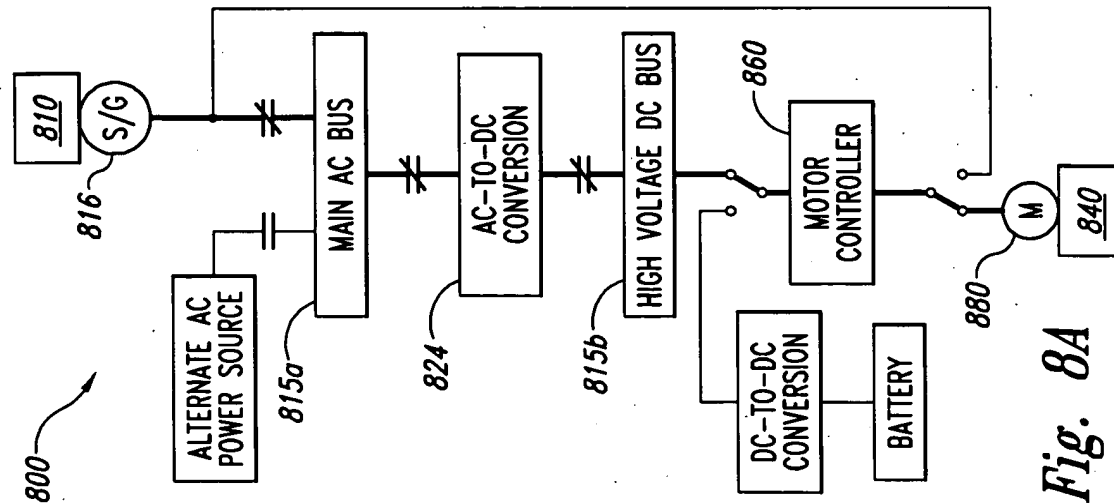 800
810
S/G
816
ALTERNATE AC
POWER SOURCE
MAIN AC BUS
815a
AC-TO-DC
CONVERSION
824
HIGH VOLTAGE DC BUS
815b
DC-TO-DC
CONVERSION
BATTERY
MOTOR
CONTROLLER
860
M
880
840
Fig. 8A